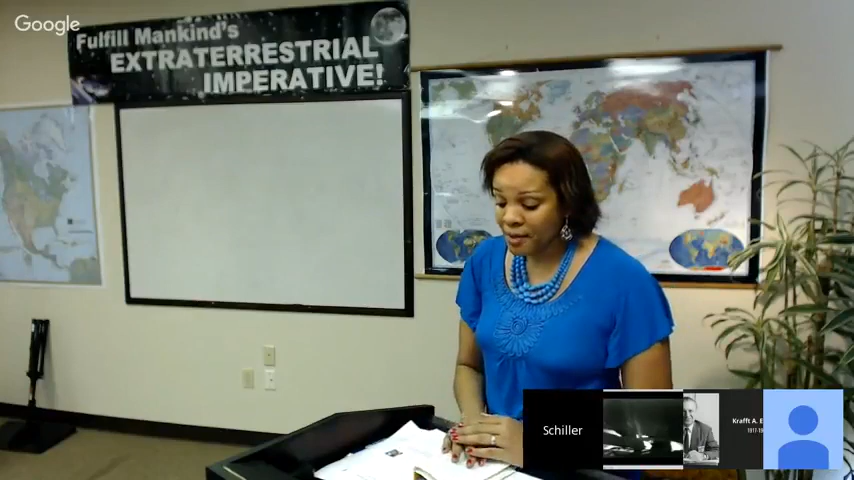 Google
Fulfill Mankind's
EXTRATERRESTRIAL
IMPERATIVE!
Schiller
Krafft A. E